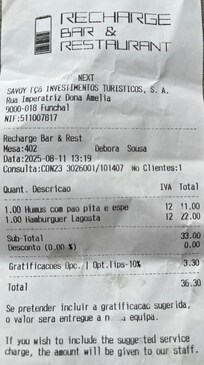 RECHARGE
BAR &
RESTAURANT
NEXT
SAVOY IÇO INVESTIMENTOS TURISTICOS, S. A.
Rua Imperatriz Dona Amelia
9000-018 Funchal
NIF:511007817
Recharge Bar & Rest
Mesa:402 Debora Sousa
Data:2025-08-11 13:19
Consulta:CON23 3026001/101407 No Clientes:1
Quant. Descricao IVA Total
1.00 Humus com pao pita e espe 12 11.00
1.00 Hamburguer Lagosta 12 22.00
Sub-Total 33.00
Desconto (0,00 %) 0.00
Gratificacoes Opc. | Opt.tips-10% 3.30
Total 36.30
Se pretender incluir a gratificacao sugerida,
o valor sera entregue a equipa.
If you wish to include the suggested service
charge, the amount will be given to our staff.